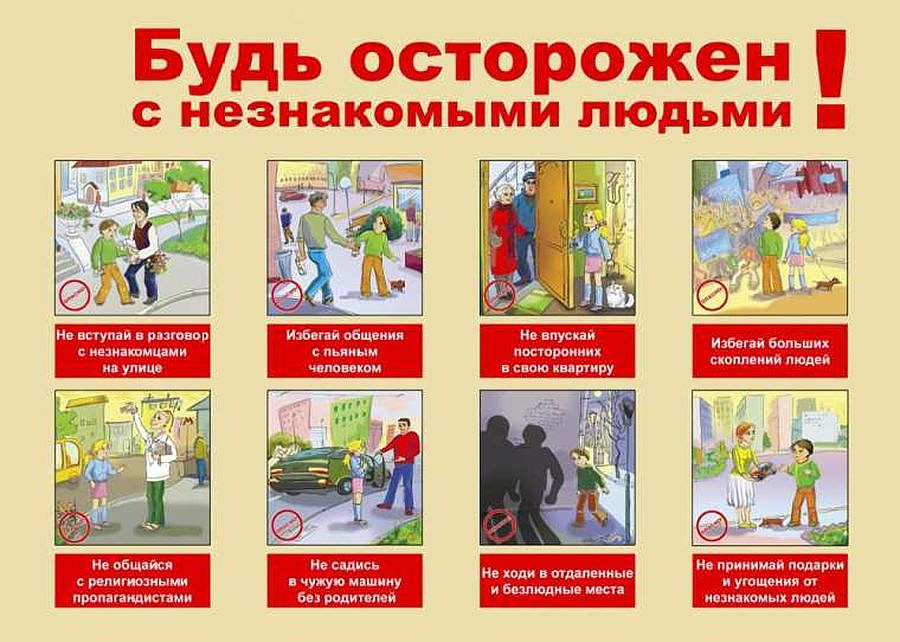 Будь осторожен !
с незнакомыми людьми
Не вступай в разговор
с незнакомцами
на улице
Избегай общения
с пьяным
человеком
Не впускай
посторонних
в свою квартиру
Избегай больших
скоплений людей
Не общайся
с религиозными
пропагандистами
Не садись
в чужую машину
без родителей
Не ходи в отдаленные
и безлюдные места
Не принимай подарки
и угощения от
незнакомых людей